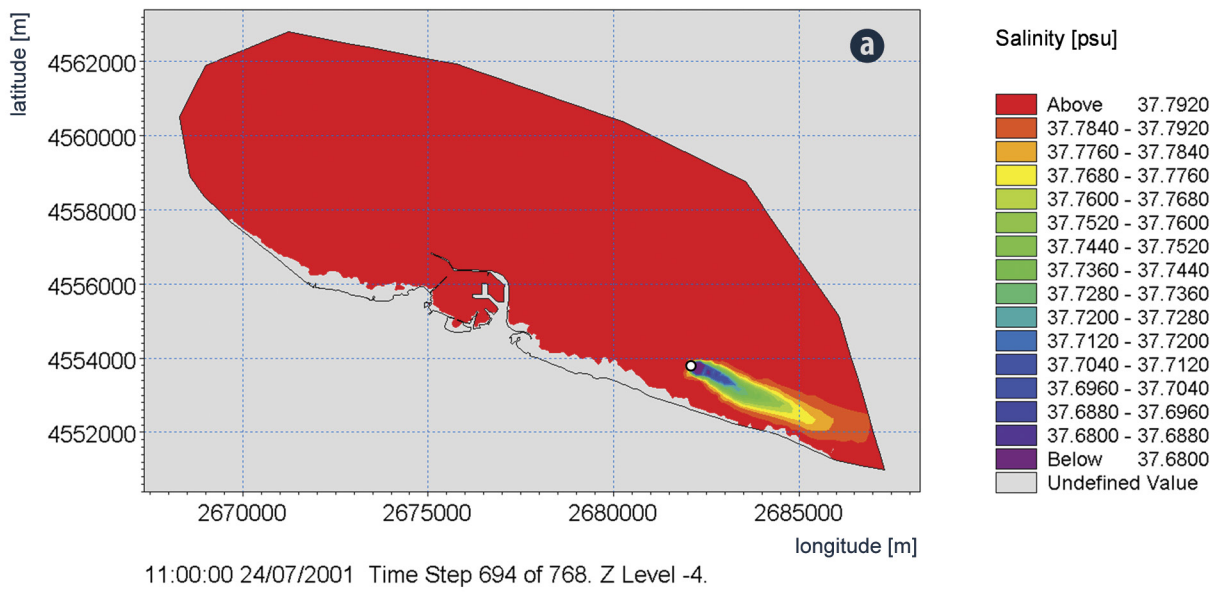 latitude [m]
4562000
4560000
4558000
4556000
4554000
4552000
a
2670000
2675000
2680000
2685000
longitude [m]
11:00:00 24/07/2001 Time Step 694 of 768. Z Level -4.
Salinity [psu]
Above 37.7920
37.7840 - 37.7920
37.7760 - 37.7840
37.7680 - 37.7760
37.7600 - 37.7680
37.7520 - 37.7600
37.7440 - 37.7520
37.7360 - 37.7440
37.7280 - 37.7360
37.7200 - 37.7280
37.7120 - 37.7200
37.7040 - 37.7120
37.6960 - 37.7040
37.6880 - 37.6960
37.6800 - 37.6880
Below 37.6800
Undefined Value